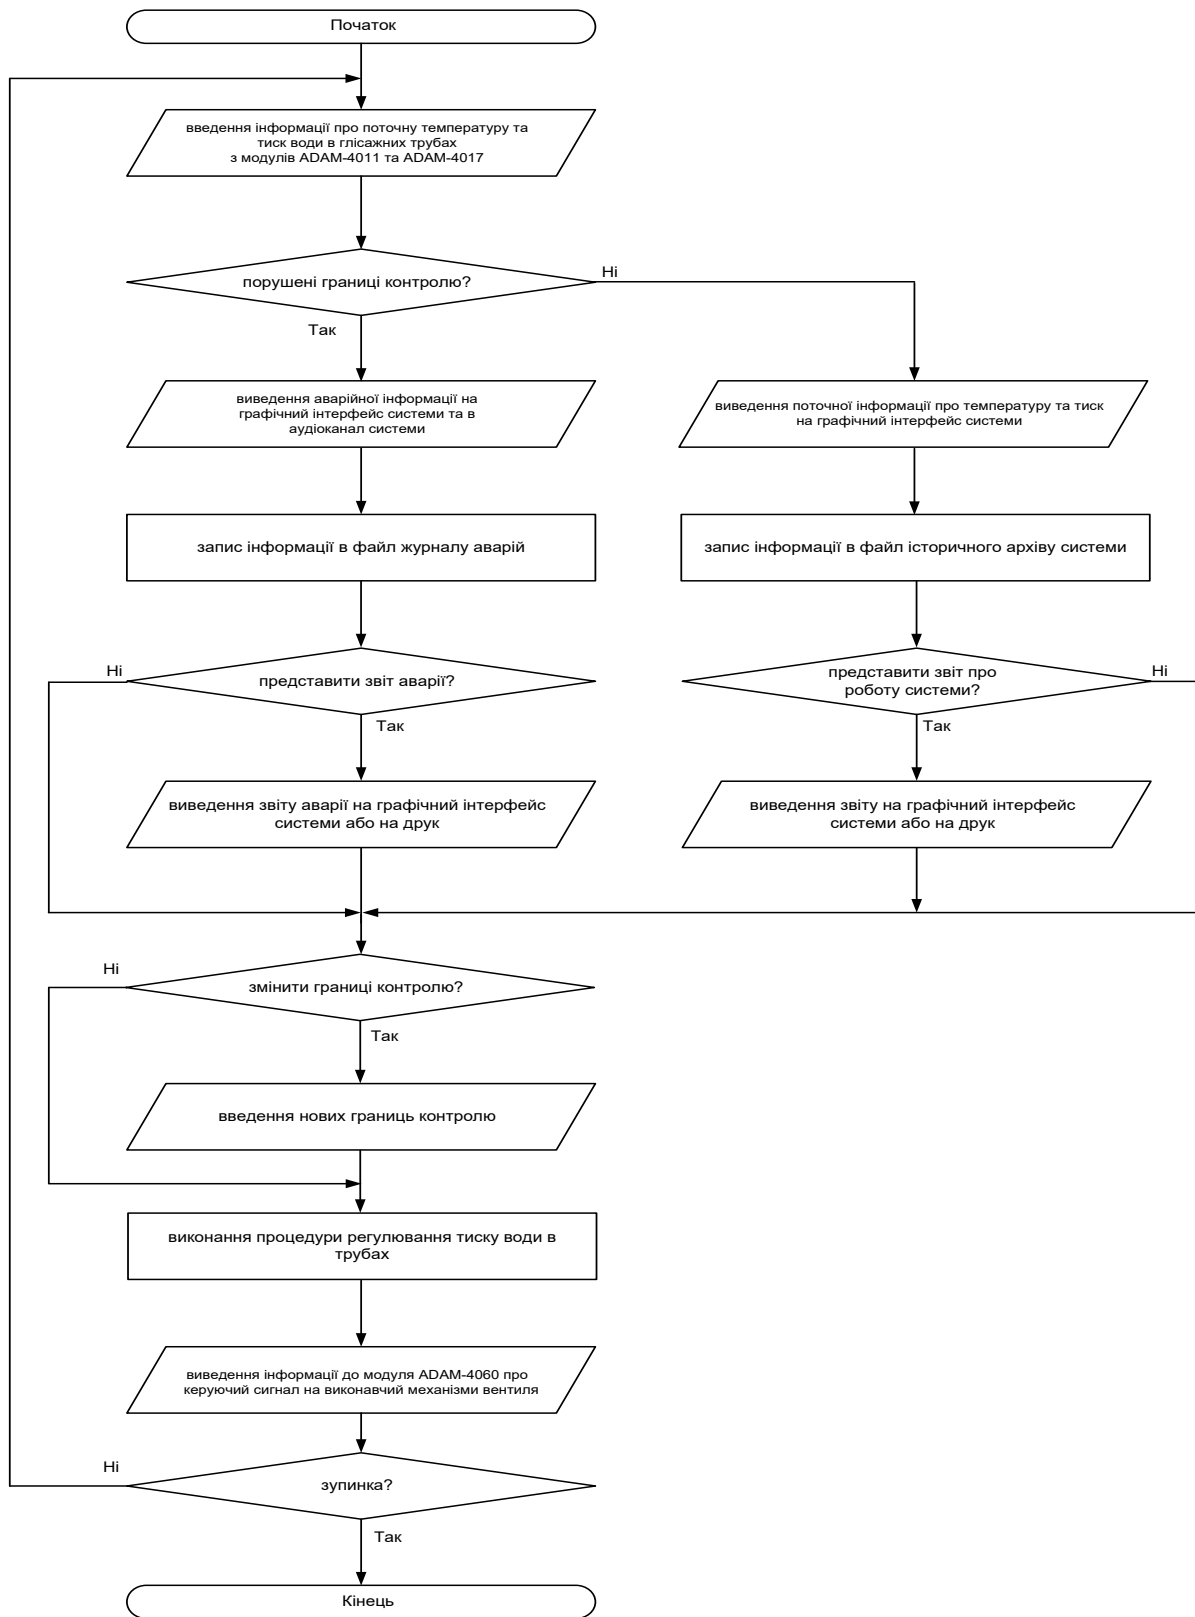 Початок
введення інформації про поточну температуру та
тиск води в глісажних трубах
з модулів ADAM-4011 та ADAM-4017
порушені границі контролю?
Ні
Так
виведення аварійної інформації на
графічний інтерфейс системи та в
аудіоканал системи
виведення поточної інформації про температуру та тиск
на графічний інтерфейс системи
запис інформації в файл журналу аварій
запис інформації в файл історичного архіву системи
Ні
представити звіт аварії?
представити звіт про
роботу системи?
Ні
Так
Так
виведення звіту аварії на графічний інтерфейс
системи або на друк
виведення звіту на графічний інтерфейс
системи або на друк
Ні
змінити границі контролю?
Так
введення нових границь контролю
виконання процедури регулювання тиску води в
трубах
виведення інформації до модуля ADAM-4060 про
керуючий сигнал на виконавчий механізми вентиля
Ні
зупинка?
Так
Кінець